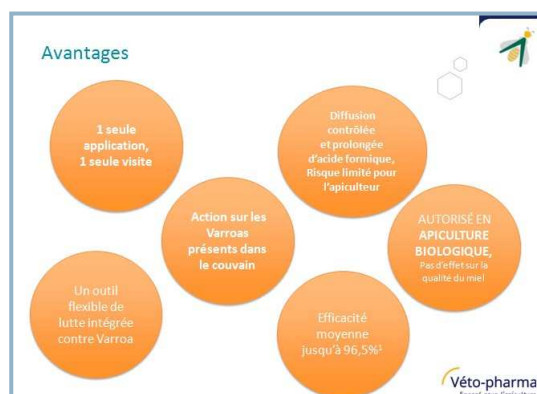 Avantages
1 seule
application,
1 seule visite
Diffusion
contrôlée
et prolongée
d'acide formique,
Risque limité pour
l'apiculteur
Action sur les
Varroas
présents dans
le couvain
AUTORISÉ EN
APICULTURE
BIOLOGIQUE,
Pas d'effet sur la
qualité du miel
Un outil
flexible de
lutte intégrée
contre Varroa
Efficacité
moyenne
jusqu'à 96,5%¹
Véto-pharma